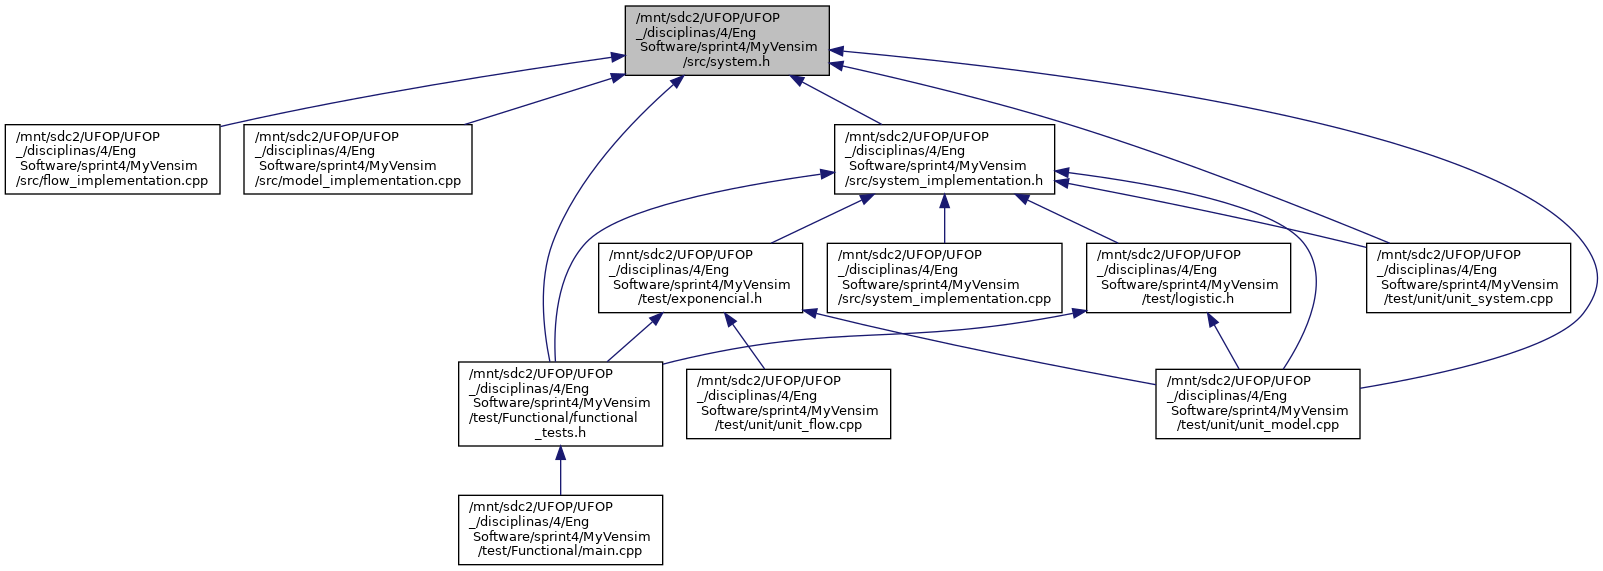 /mnt/sdc2/UFOP/UFOP
_/disciplinas/4/Eng
Software/sprint4/MyVensim
/src/system.h
/mnt/sdc2/UFOP/UFOP
_/disciplinas/4/Eng
Software/sprint4/MyVensim
/src/flow_implementation.cpp
/mnt/sdc2/UFOP/UFOP
_/disciplinas/4/Eng
Software/sprint4/MyVensim
/src/model_implementation.cpp
/mnt/sdc2/UFOP/UFOP
_/disciplinas/4/Eng
Software/sprint4/MyVensim
/src/system_implementation.h
/mnt/sdc2/UFOP/UFOP
_/disciplinas/4/Eng
Software/sprint4/MyVensim
/test/exponencial.h
/mnt/sdc2/UFOP/UFOP
_/disciplinas/4/Eng
Software/sprint4/MyVensim
/src/system_implementation.cpp
/mnt/sdc2/UFOP/UFOP
_/disciplinas/4/Eng
Software/sprint4/MyVensim
/test/logistic.h
/mnt/sdc2/UFOP/UFOP
_/disciplinas/4/Eng
Software/sprint4/MyVensim
/test/unit/unit_system.cpp
/mnt/sdc2/UFOP/UFOP
_/disciplinas/4/Eng
Software/sprint4/MyVensim
/test/Functional/functional
_tests.h
/mnt/sdc2/UFOP/UFOP
_/disciplinas/4/Eng
Software/sprint4/MyVensim
/test/unit/unit_flow.cpp
/mnt/sdc2/UFOP/UFOP
_/disciplinas/4/Eng
Software/sprint4/MyVensim
/test/unit/unit_model.cpp
/mnt/sdc2/UFOP/UFOP
_/disciplinas/4/Eng
Software/sprint4/MyVensim
/test/Functional/main.cpp